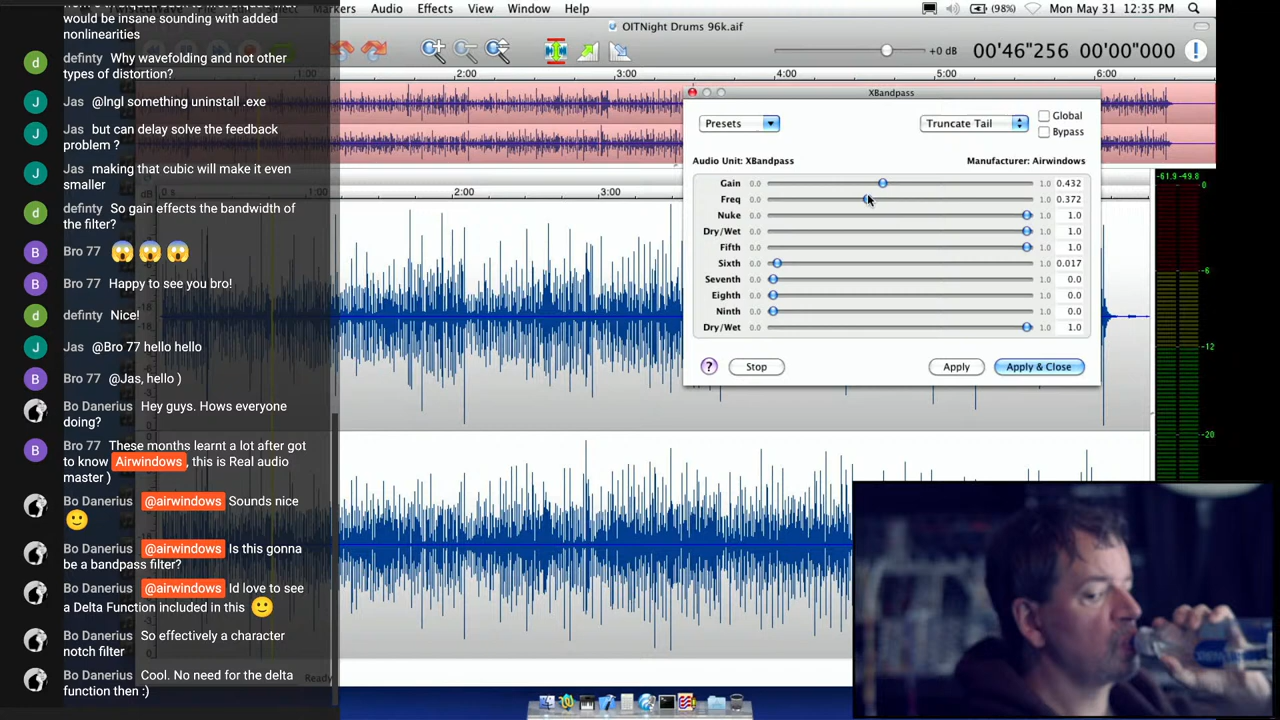 would be insane sounding with added
nonlinearities
definty Why wavefolding and not other
types of distortion?
Jas @lngl something uninstall .exe
Jas but can delay solve the feedback
problem ?
Jas making that cubic will make it even
smaller
definty So gain effects the bandwidth of
the filter?
Bro 77 😱 😱 😱
Bro 77 Happy to see you bro!
definty Nice!
Jas @Bro 77 hello hello
Bro 77 @Jas, hello )
Bo Danerius Hey guys. Hows everyone
doing?
Bro 77 These months learnt a lot after got
to know Airwindows , this is Real audio
master )
Bo Danerius @airwindows Sounds nice
🙂
Bo Danerius @airwindows Is this gonna
be a bandpass filter?
Bo Danerius @airwindows Id love to see
a Delta Function included in this 🙂
Bo Danerius So effectively a character
notch filter
Bo Danerius Cool. No need for the delta
function then :)
d
J
J
J
d
B
B
d
J
B
B
Markers Audio Effects View Window Help
(98%) Mon May 31 12:35 PM
OITNight Drums 96k.aif
+0 dB 00'46"256 00'00"000
1:00 2:00 3:00 4:00 5:00 6:00
0 s 1:00 2:00 3:00
XBandpass
Presets Truncate Tail Global
Bypass
Audio Unit: XBandpass Manufacturer: Airwindows
Gain 0.0 1.0 0.432
Freq 0.0 1.0 0.372
Nuke 0.0 1.0 1.0
Dry/Wet 0.0 1.0 1.0
Fifth 0.0 1.0 1.0
Sixth 0.0 1.0 0.017
Seventh 0.0 1.0 0.0
Eighth 0.0 1.0 0.0
Ninth 0.0 1.0 0.0
Dry/Wet 0.0 1.0 1.0
? Stop Apply Apply & Close
-61.9 -49.8
0
-6
-12
-20
Ready